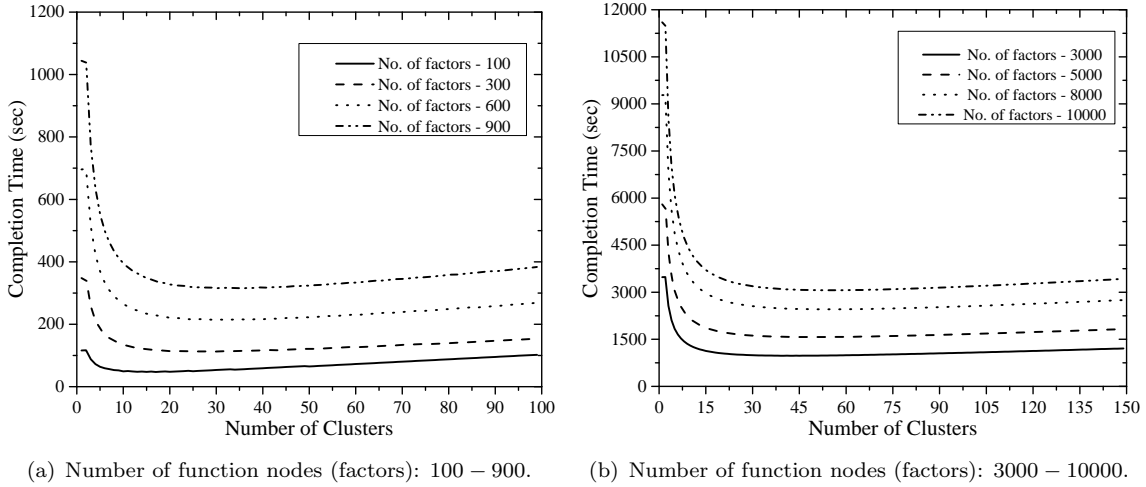 1200
1000
800
600
400
200
0
Completion Time (sec)
No. of factors - 100
No. of factors - 300
No. of factors - 600
No. of factors - 900
0 10 20 30 40 50 60 70 80 90 100
Number of Clusters
(a) Number of function nodes (factors): 100 – 900.
12000
10500
9000
7500
6000
4500
3000
1500
0
Completion Time (sec)
No. of factors - 3000
No. of factors - 5000
No. of factors - 8000
No. of factors - 10000
0 15 30 45 60 75 90 105 120 135 150
Number of Clusters
(b) Number of function nodes (factors): 3000 – 10000.